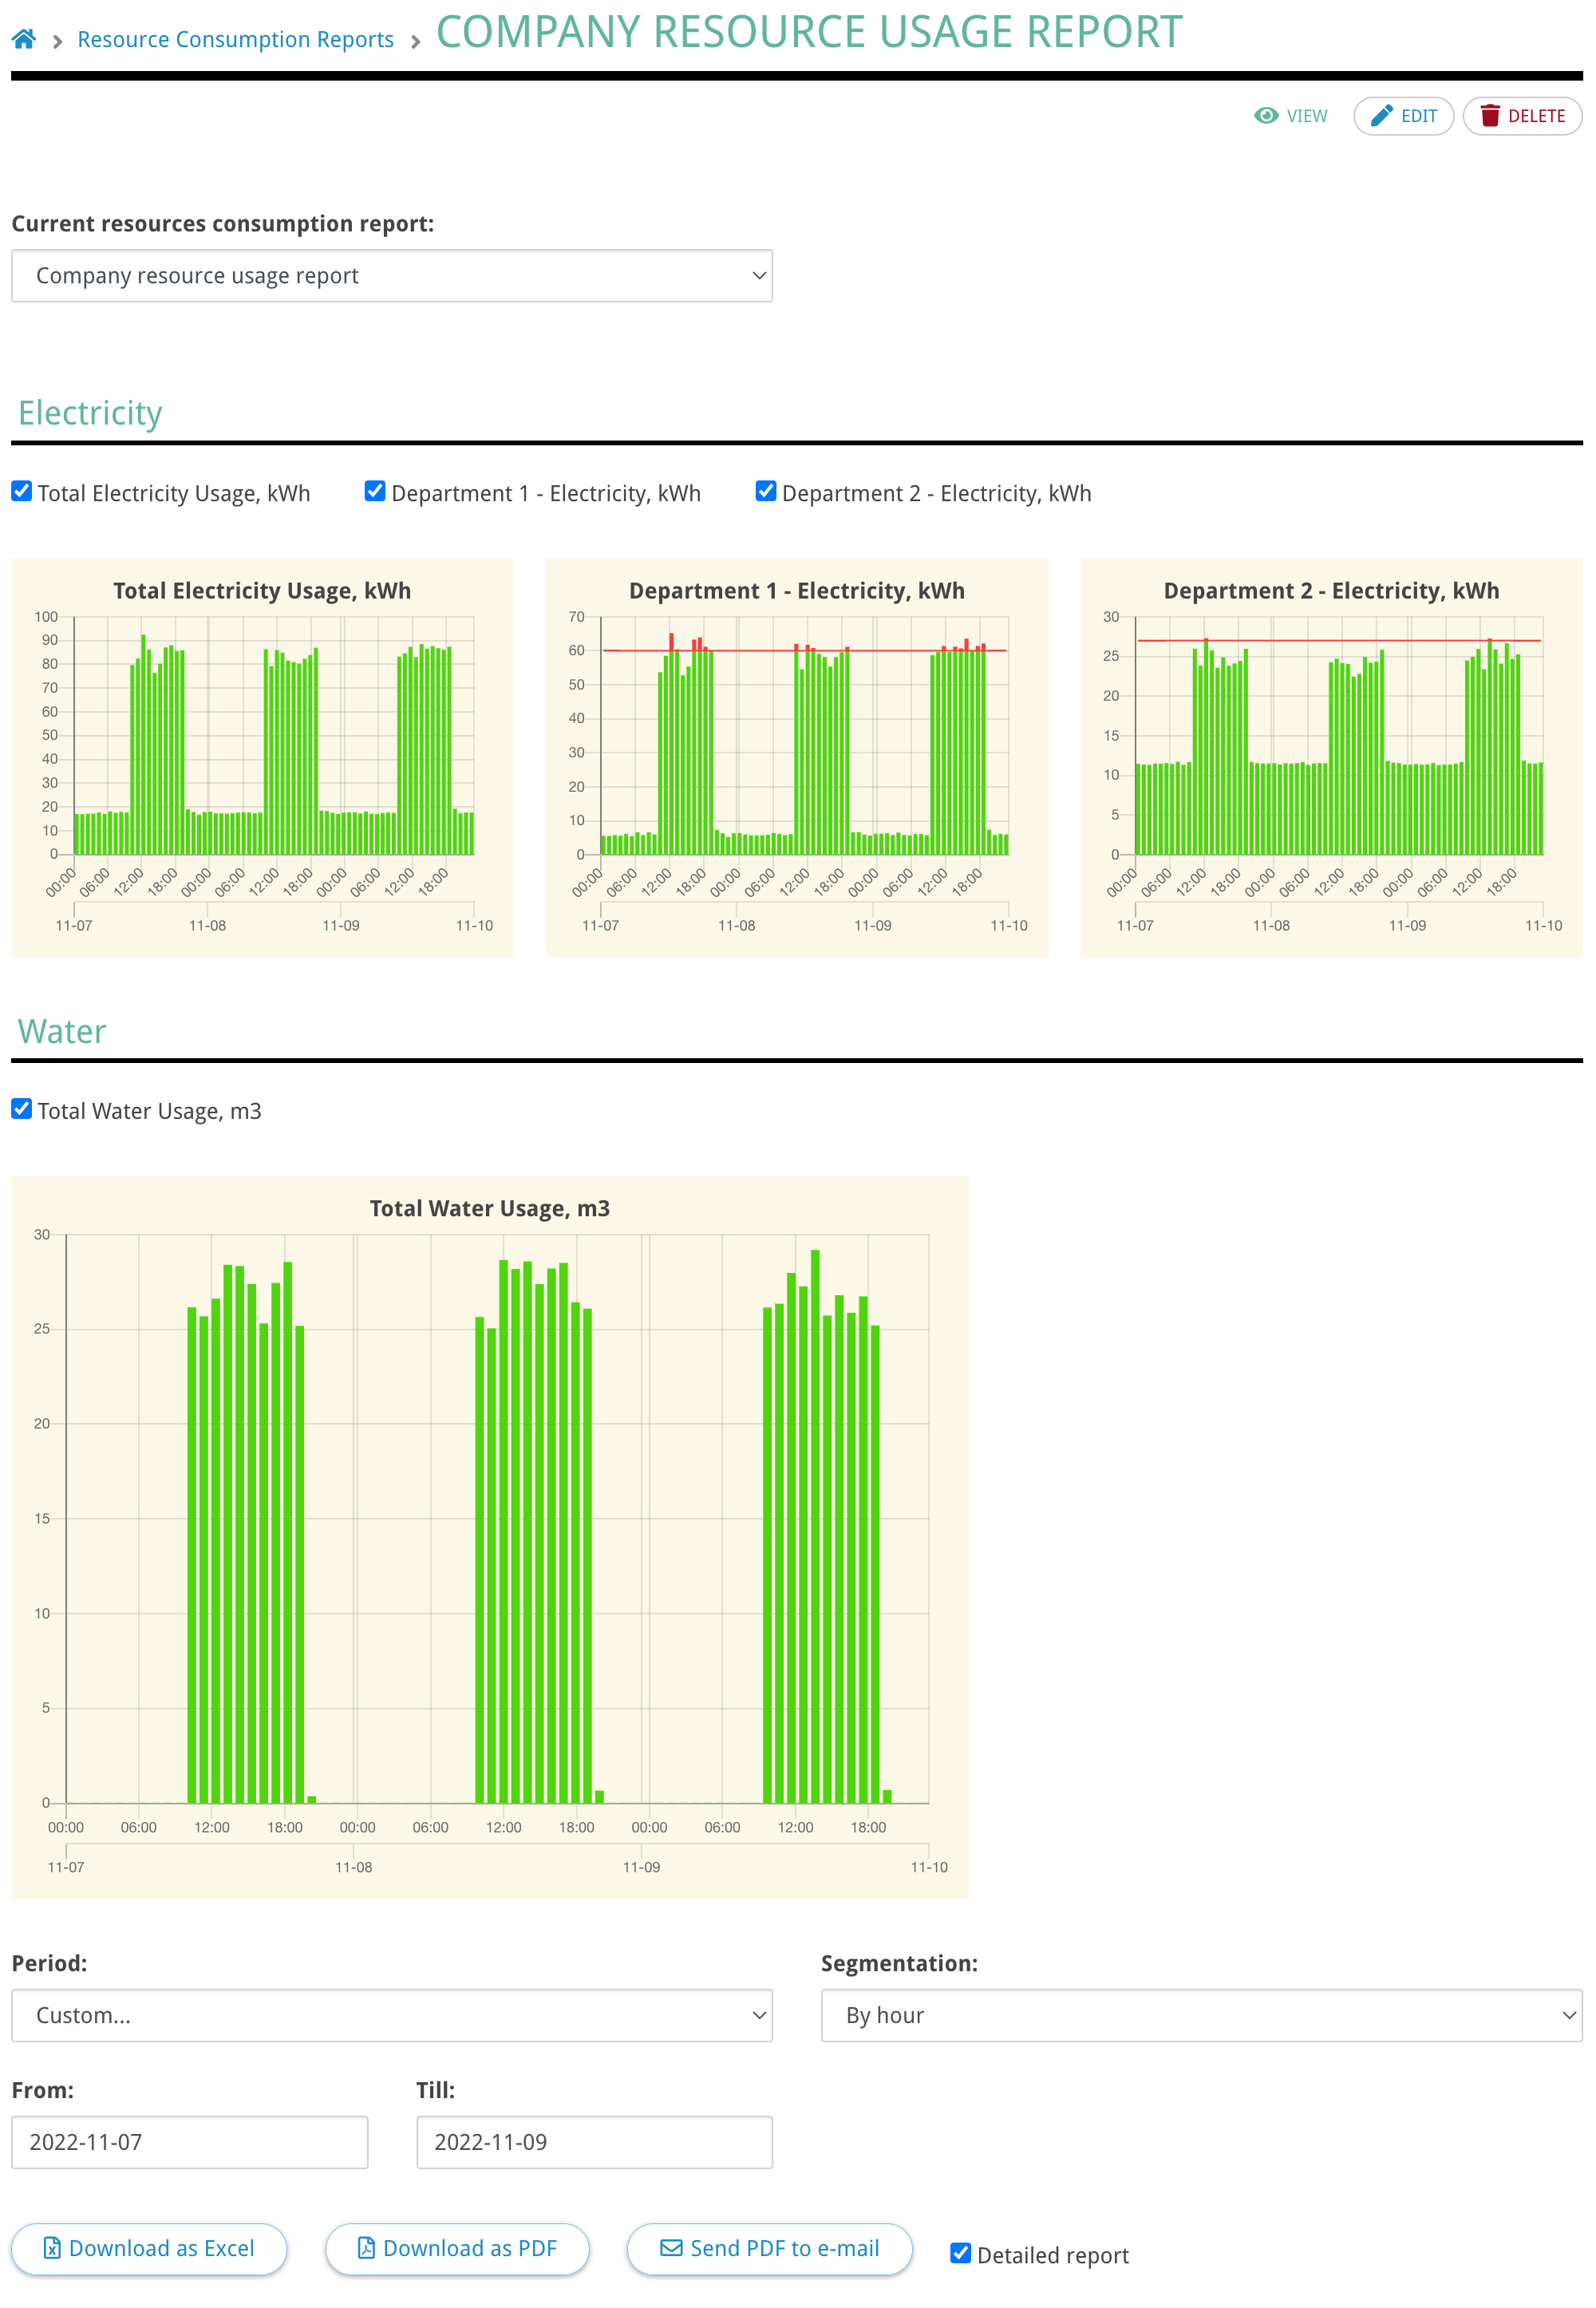 Resource Consumption Reports COMPANY RESOURCE USAGE REPORT
VIEW EDIT DELETE
Current resources consumption report:
Company resource usage report
Electricity
Total Electricity Usage, kWh Department 1 - Electricity, kWh Department 2 - Electricity, kWh
Total Electricity Usage, kWh
100
90
80
70
60
50
40
30
20
10
0
00:00 06:00 12:00 18:00 00:00 06:00 12:00 18:00 00:00 06:00 12:00 18:00
11-07 11-08 11-09 11-10
Department 1 - Electricity, kWh
70
60
50
40
30
20
10
0
00:00 06:00 12:00 18:00 00:00 06:00 12:00 18:00 00:00 06:00 12:00 18:00
11-07 11-08 11-09 11-10
Department 2 - Electricity, kWh
30
25
20
15
10
5
0
00:00 06:00 12:00 18:00 00:00 06:00 12:00 18:00 00:00 06:00 12:00 18:00
11-07 11-08 11-09 11-10
Water
Total Water Usage, m3
Total Water Usage, m3
30
25
20
15
10
5
0
00:00 06:00 12:00 18:00 00:00 06:00 12:00 18:00 00:00 06:00 12:00 18:00
11-07 11-08 11-09 11-10
Period: Segmentation:
Custom... By hour
From: Till:
2022-11-07 2022-11-09
Download as Excel Download as PDF Send PDF to e-mail Detailed report